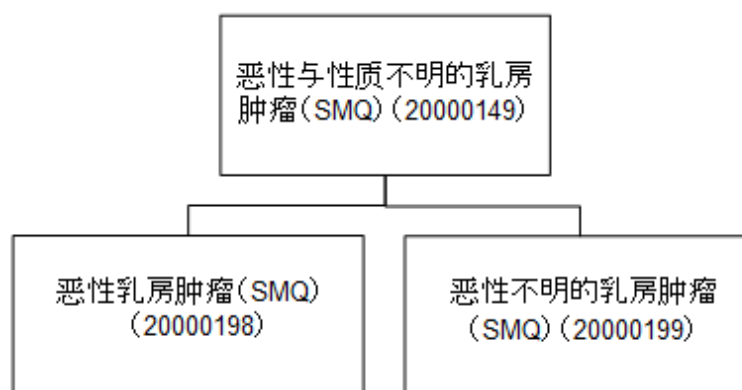 恶性与性质不明的乳房
肿瘤(SMQ) (20000149)
恶性乳房肿瘤(SMQ)
(20000198)
恶性不明的乳房肿瘤
(SMQ) (20000199)